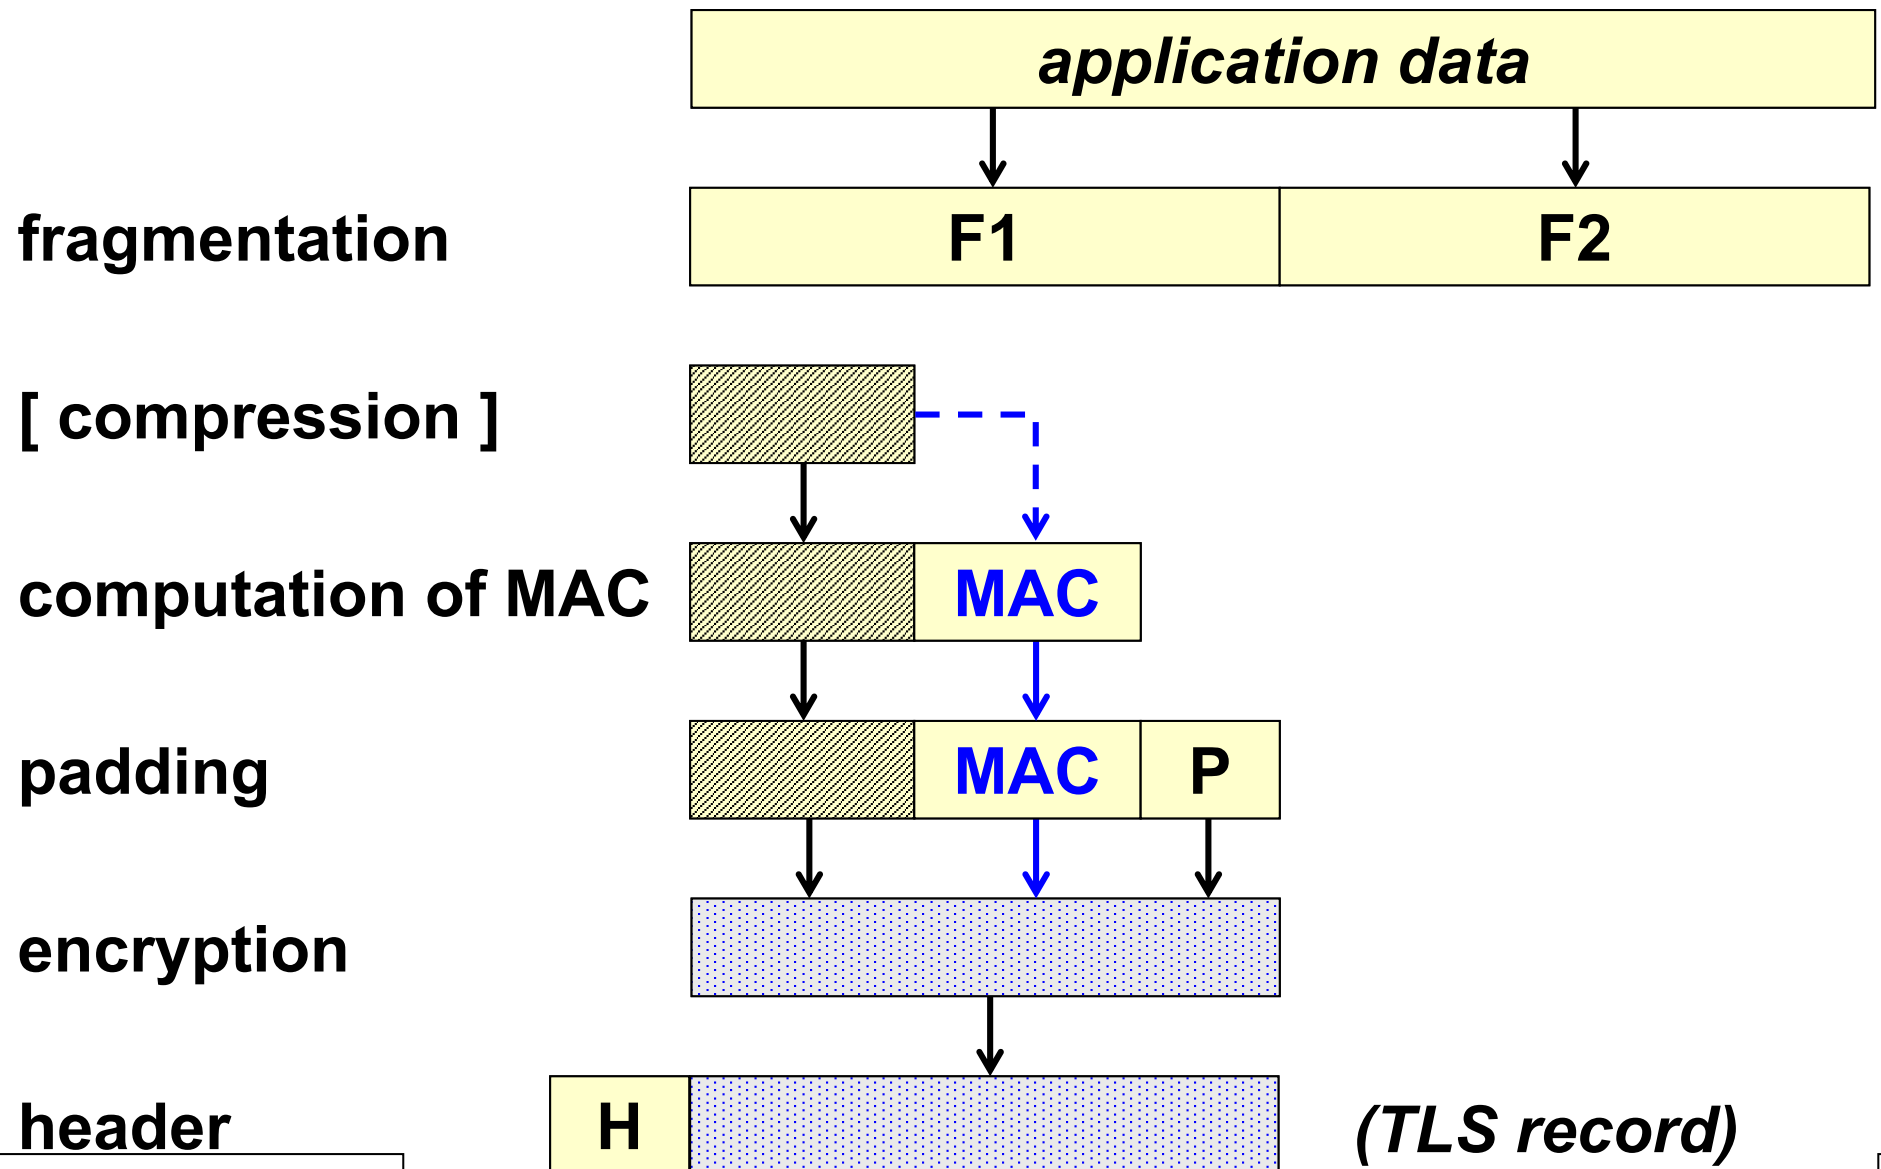 application data
fragmentation F1 F2
[ compression ]
computation of MAC MAC
padding MAC P
encryption
header H (TLS record)